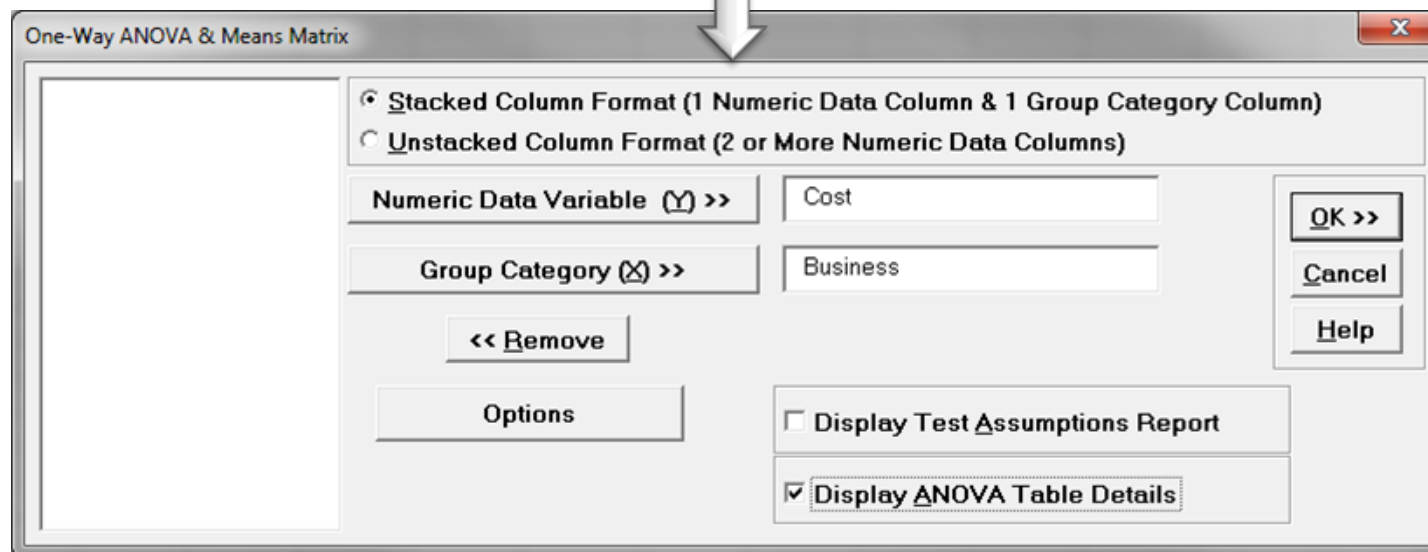 One-Way ANOVA & Means Matrix
Stacked Column Format (1 Numeric Data Column & 1 Group Category Column)
Unstacked Column Format (2 or More Numeric Data Columns)
Numeric Data Variable (Y) >>
Cost
Group Category (X) >>
Business
<< Remove
Options
OK >>
Cancel
Help
Display Test Assumptions Report
Display ANOVA Table Details